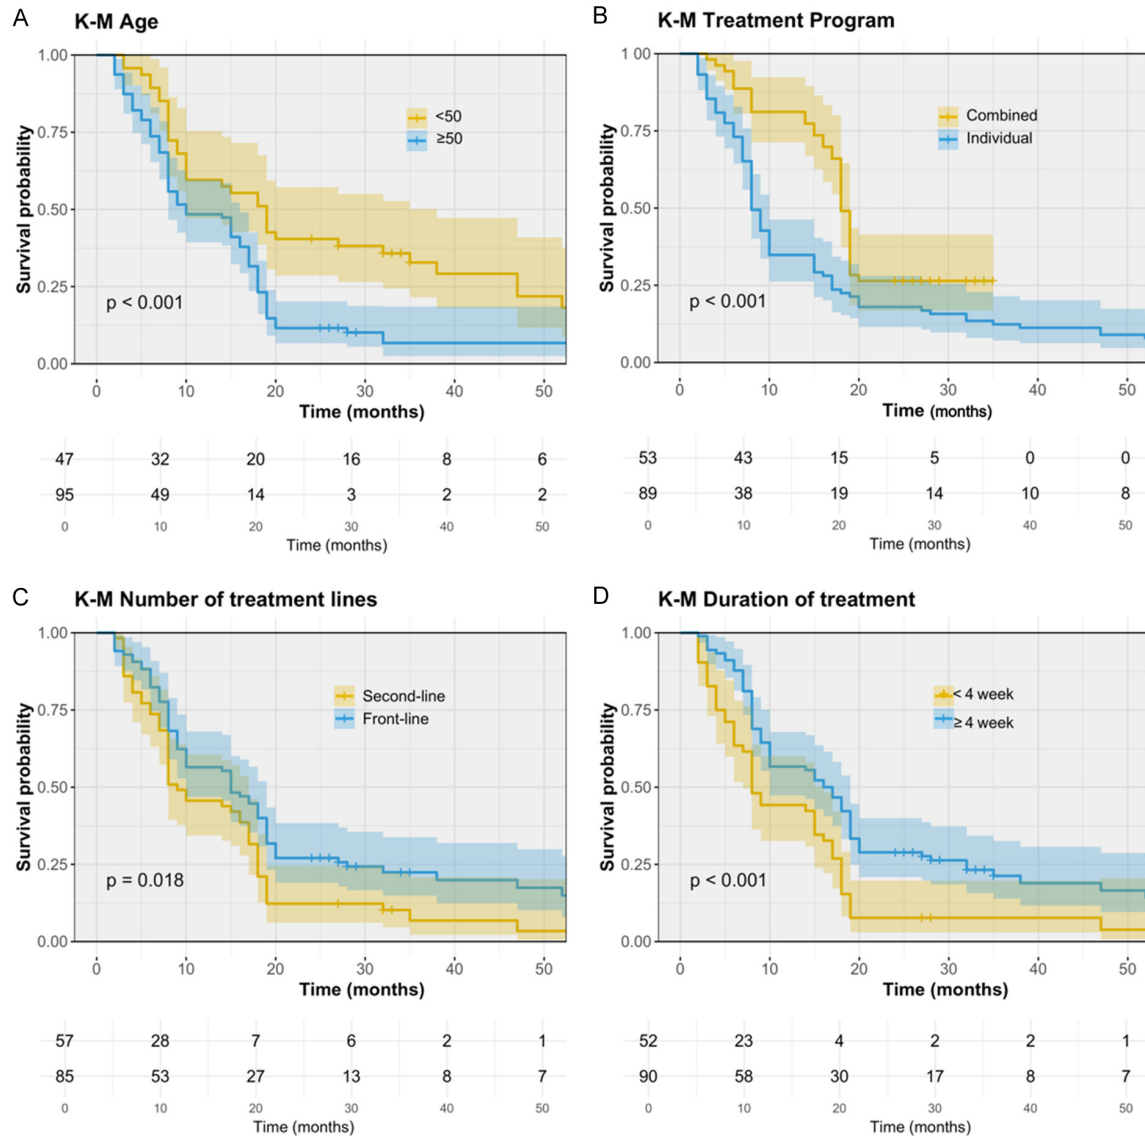 A
K-M Age
1.00
0.75
0.50
0.25
0.00
Survival probability
<50
≥50
p < 0.001
0 10 20 30 40 50
Time (months)
47 32 20 16 8 6
95 49 14 3 2 2
0 10 20 30 40 50
Time (months)
B
K-M Treatment Program
1.00
0.75
0.50
0.25
0.00
Survival probability
Combined
Individual
p < 0.001
0 10 20 30 40 50
Time (months)
53 43 15 5 0 0
89 38 19 14 10 8
0 10 20 30 40 50
Time (months)
C
K-M Number of treatment lines
1.00
0.75
0.50
0.25
0.00
Survival probability
Second-line
Front-line
p = 0.018
0 10 20 30 40 50
Time (months)
57 28 7 6 2 1
85 53 27 13 8 7
0 10 20 30 40 50
Time (months)
D
K-M Duration of treatment
1.00
0.75
0.50
0.25
0.00
Survival probability
< 4 week
≥ 4 week
p < 0.001
0 10 20 30 40 50
Time (months)
52 23 4 2 2 1
90 58 30 17 8 7
0 10 20 30 40 50
Time (months)